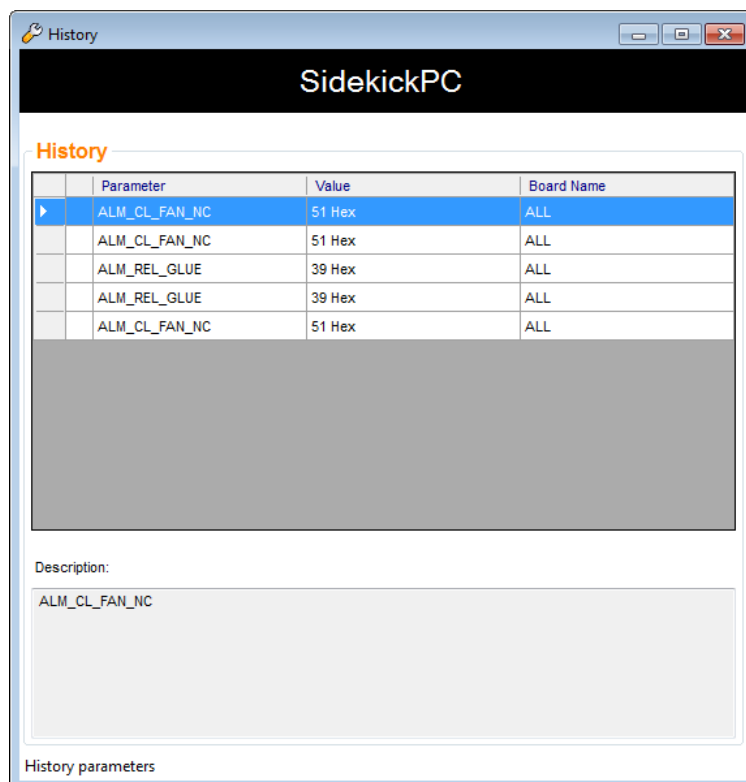 History
SidekickPC
History
Parameter Value Board Name
ALM_CL_FAN_NC 51 Hex ALL
ALM_CL_FAN_NC 51 Hex ALL
ALM_REL_GLUE 39 Hex ALL
ALM_REL_GLUE 39 Hex ALL
ALM_CL_FAN_NC 51 Hex ALL
Description:
ALM_CL_FAN_NC
History parameters